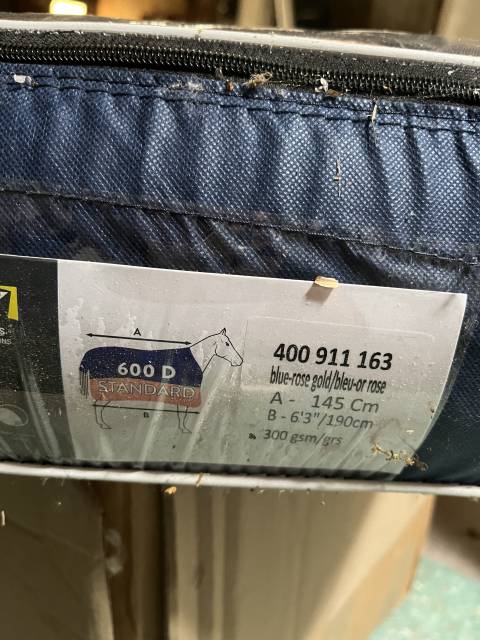 A
600 D
STANDARD
B
400 911 163
blue-rose gold/bleu-or rose
A - 145 Cm
B - 6'3"/190cm
300 gsm/grs